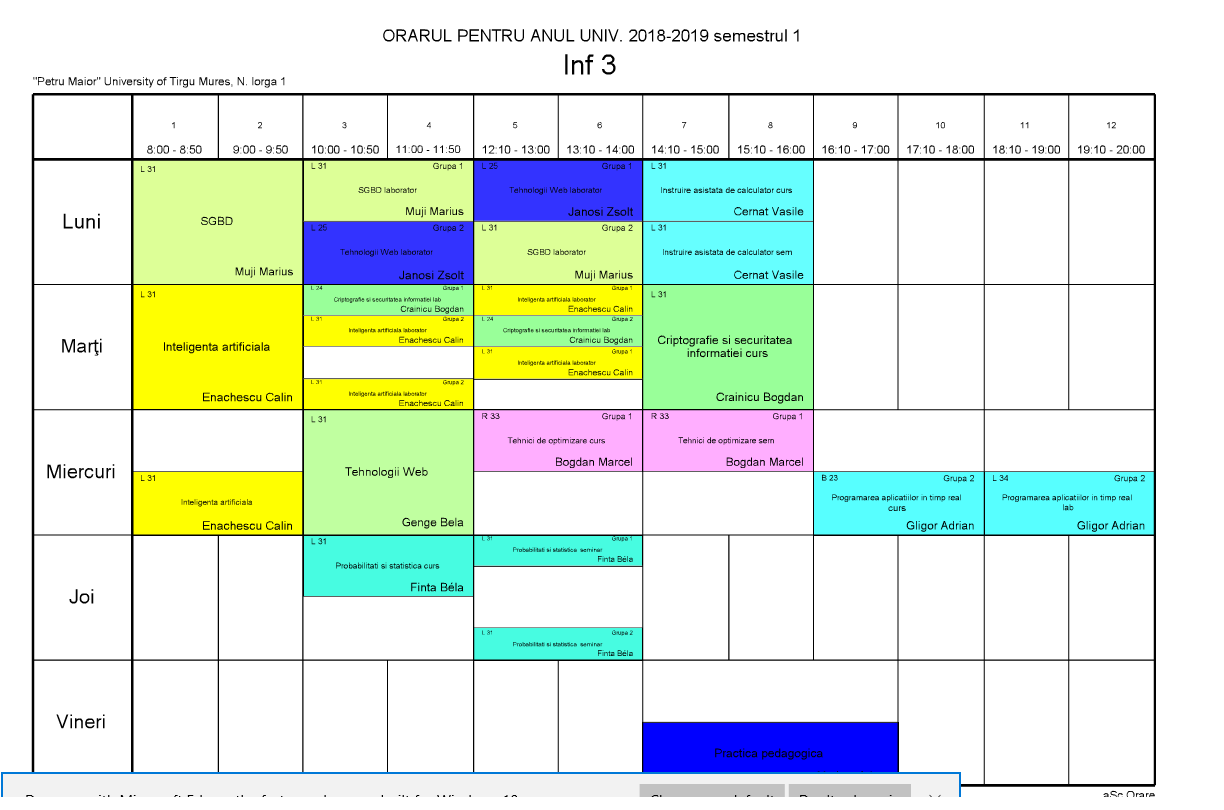 ORARUL PENTRU ANUL UNIV. 2018-2019 semestrul 1
Inf 3
"Petru Maior" University of Tirgu Mures, N. Iorga 1
1 2 3 4 5 6 7 8 9 10 11 12
8:00 - 8:50 9:00 - 9:50 10:00 - 10:50 11:00 - 11:50 12:10 - 13:00 13:10 - 14:00 14:10 - 15:00 15:10 - 16:00 16:10 - 17:00 17:10 - 18:00 18:10 - 19:00 19:10 - 20:00
Luni
L 31
SGBD
Muji Marius
L 31 Grupa 1
SGBD laborator
Muji Marius
L 25 Grupa 2
Tehnologii Web laborator
Janosi Zsolt
L 25 Grupa 1
Tehnologii Web laborator
Janosi Zsolt
L 31 Grupa 2
SGBD laborator
Muji Marius
L 31
Instruire asistata de calculator curs
Cernat Vasile
L 31
Instruire asistata de calculator sem
Cernat Vasile
Marţi
L 31
Inteligenta artificiala
Enachescu Calin
L 24 Grupa 1
Criptografie si securitatea informatiei lab
Crainicu Bogdan
L 31 Grupa 2
Inteligenta artificiala laborator
Enachescu Calin
L 31 Grupa 2
Inteligenta artificiala laborator
Enachescu Calin
L 31 Grupa 1
Inteligenta artificiala laborator
Enachescu Calin
L 24 Grupa 2
Criptografie si securitatea informatiei lab
Crainicu Bogdan
L 31 Grupa 1
Inteligenta artificiala laborator
Enachescu Calin
L 31
Criptografie si securitatea
informatiei curs
Crainicu Bogdan
Miercuri
L 31
Inteligenta artificiala
Enachescu Calin
L 31
Tehnologii Web
Genge Bela
R 33 Grupa 1
Tehnici de optimizare curs
Bogdan Marcel
R 33 Grupa 1
Tehnici de optimizare sem
Bogdan Marcel
B 23 Grupa 2
Programarea aplicatiilor in timp real
curs
Gligor Adrian
L 34 Grupa 2
Programarea aplicatiilor in timp real
lab
Gligor Adrian
Joi
L 31
Probabilitati si statistica curs
Finta Béla
L 31 Grupa 1
Probabilitati si statistica seminar
Finta Béla
L 31 Grupa 2
Probabilitati si statistica seminar
Finta Béla
Vineri
Practica pedagogica
aSc Orare